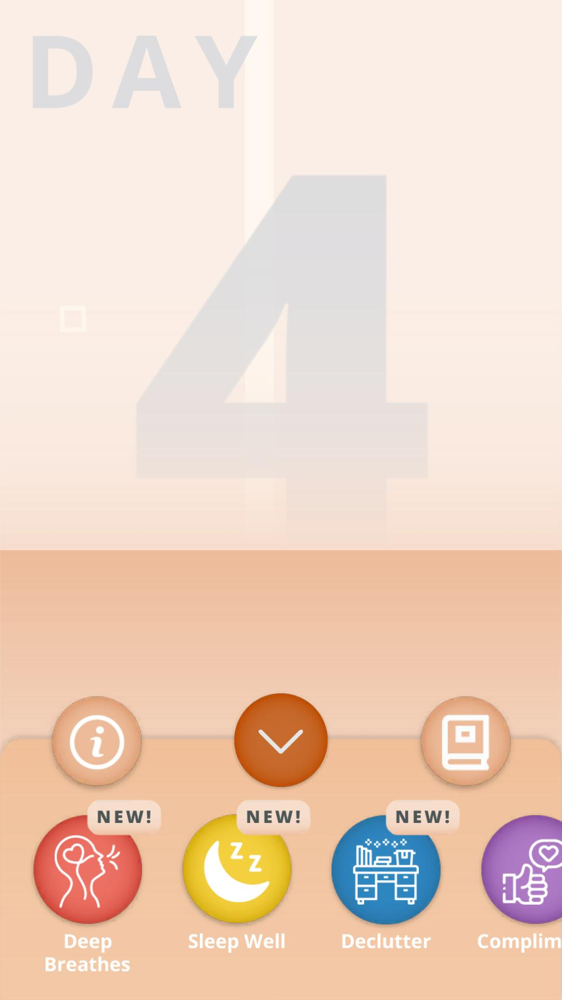 DAY
4
NEW!
NEW!
NEW!
Deep
Breathes
Sleep Well
Declutter
Complim